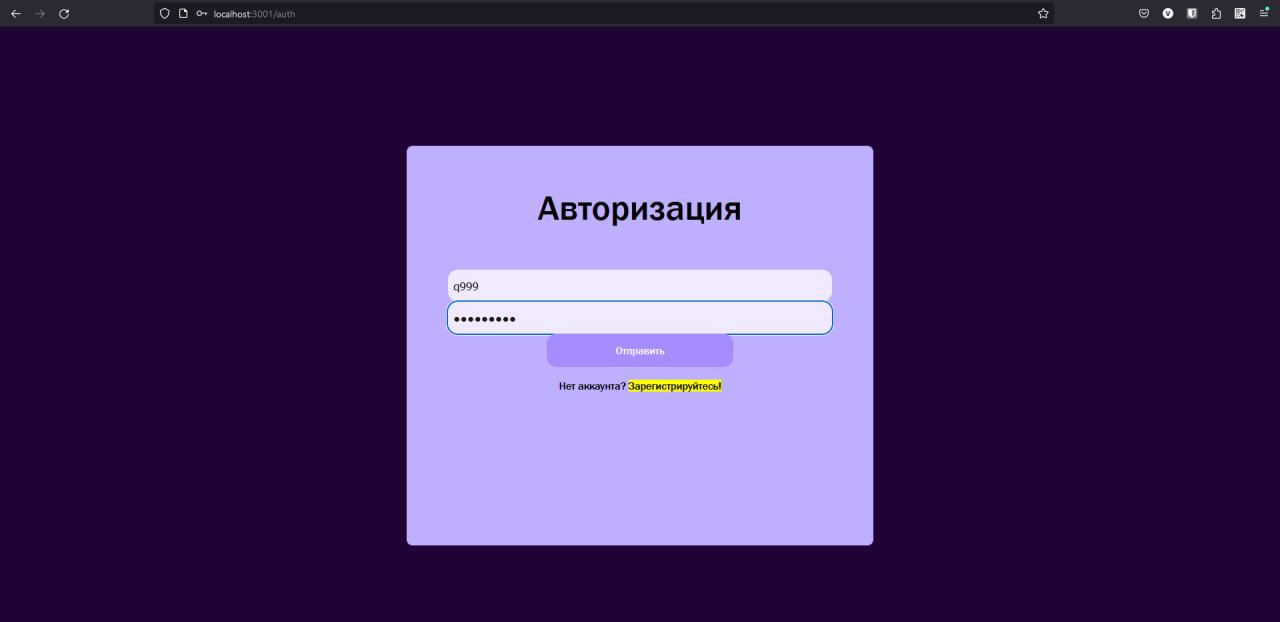 localhost:3001/auth
Авторизация
q999
●●●●●●●●●
Отправить
Нет аккаунта? Зарегистрируйтесь!